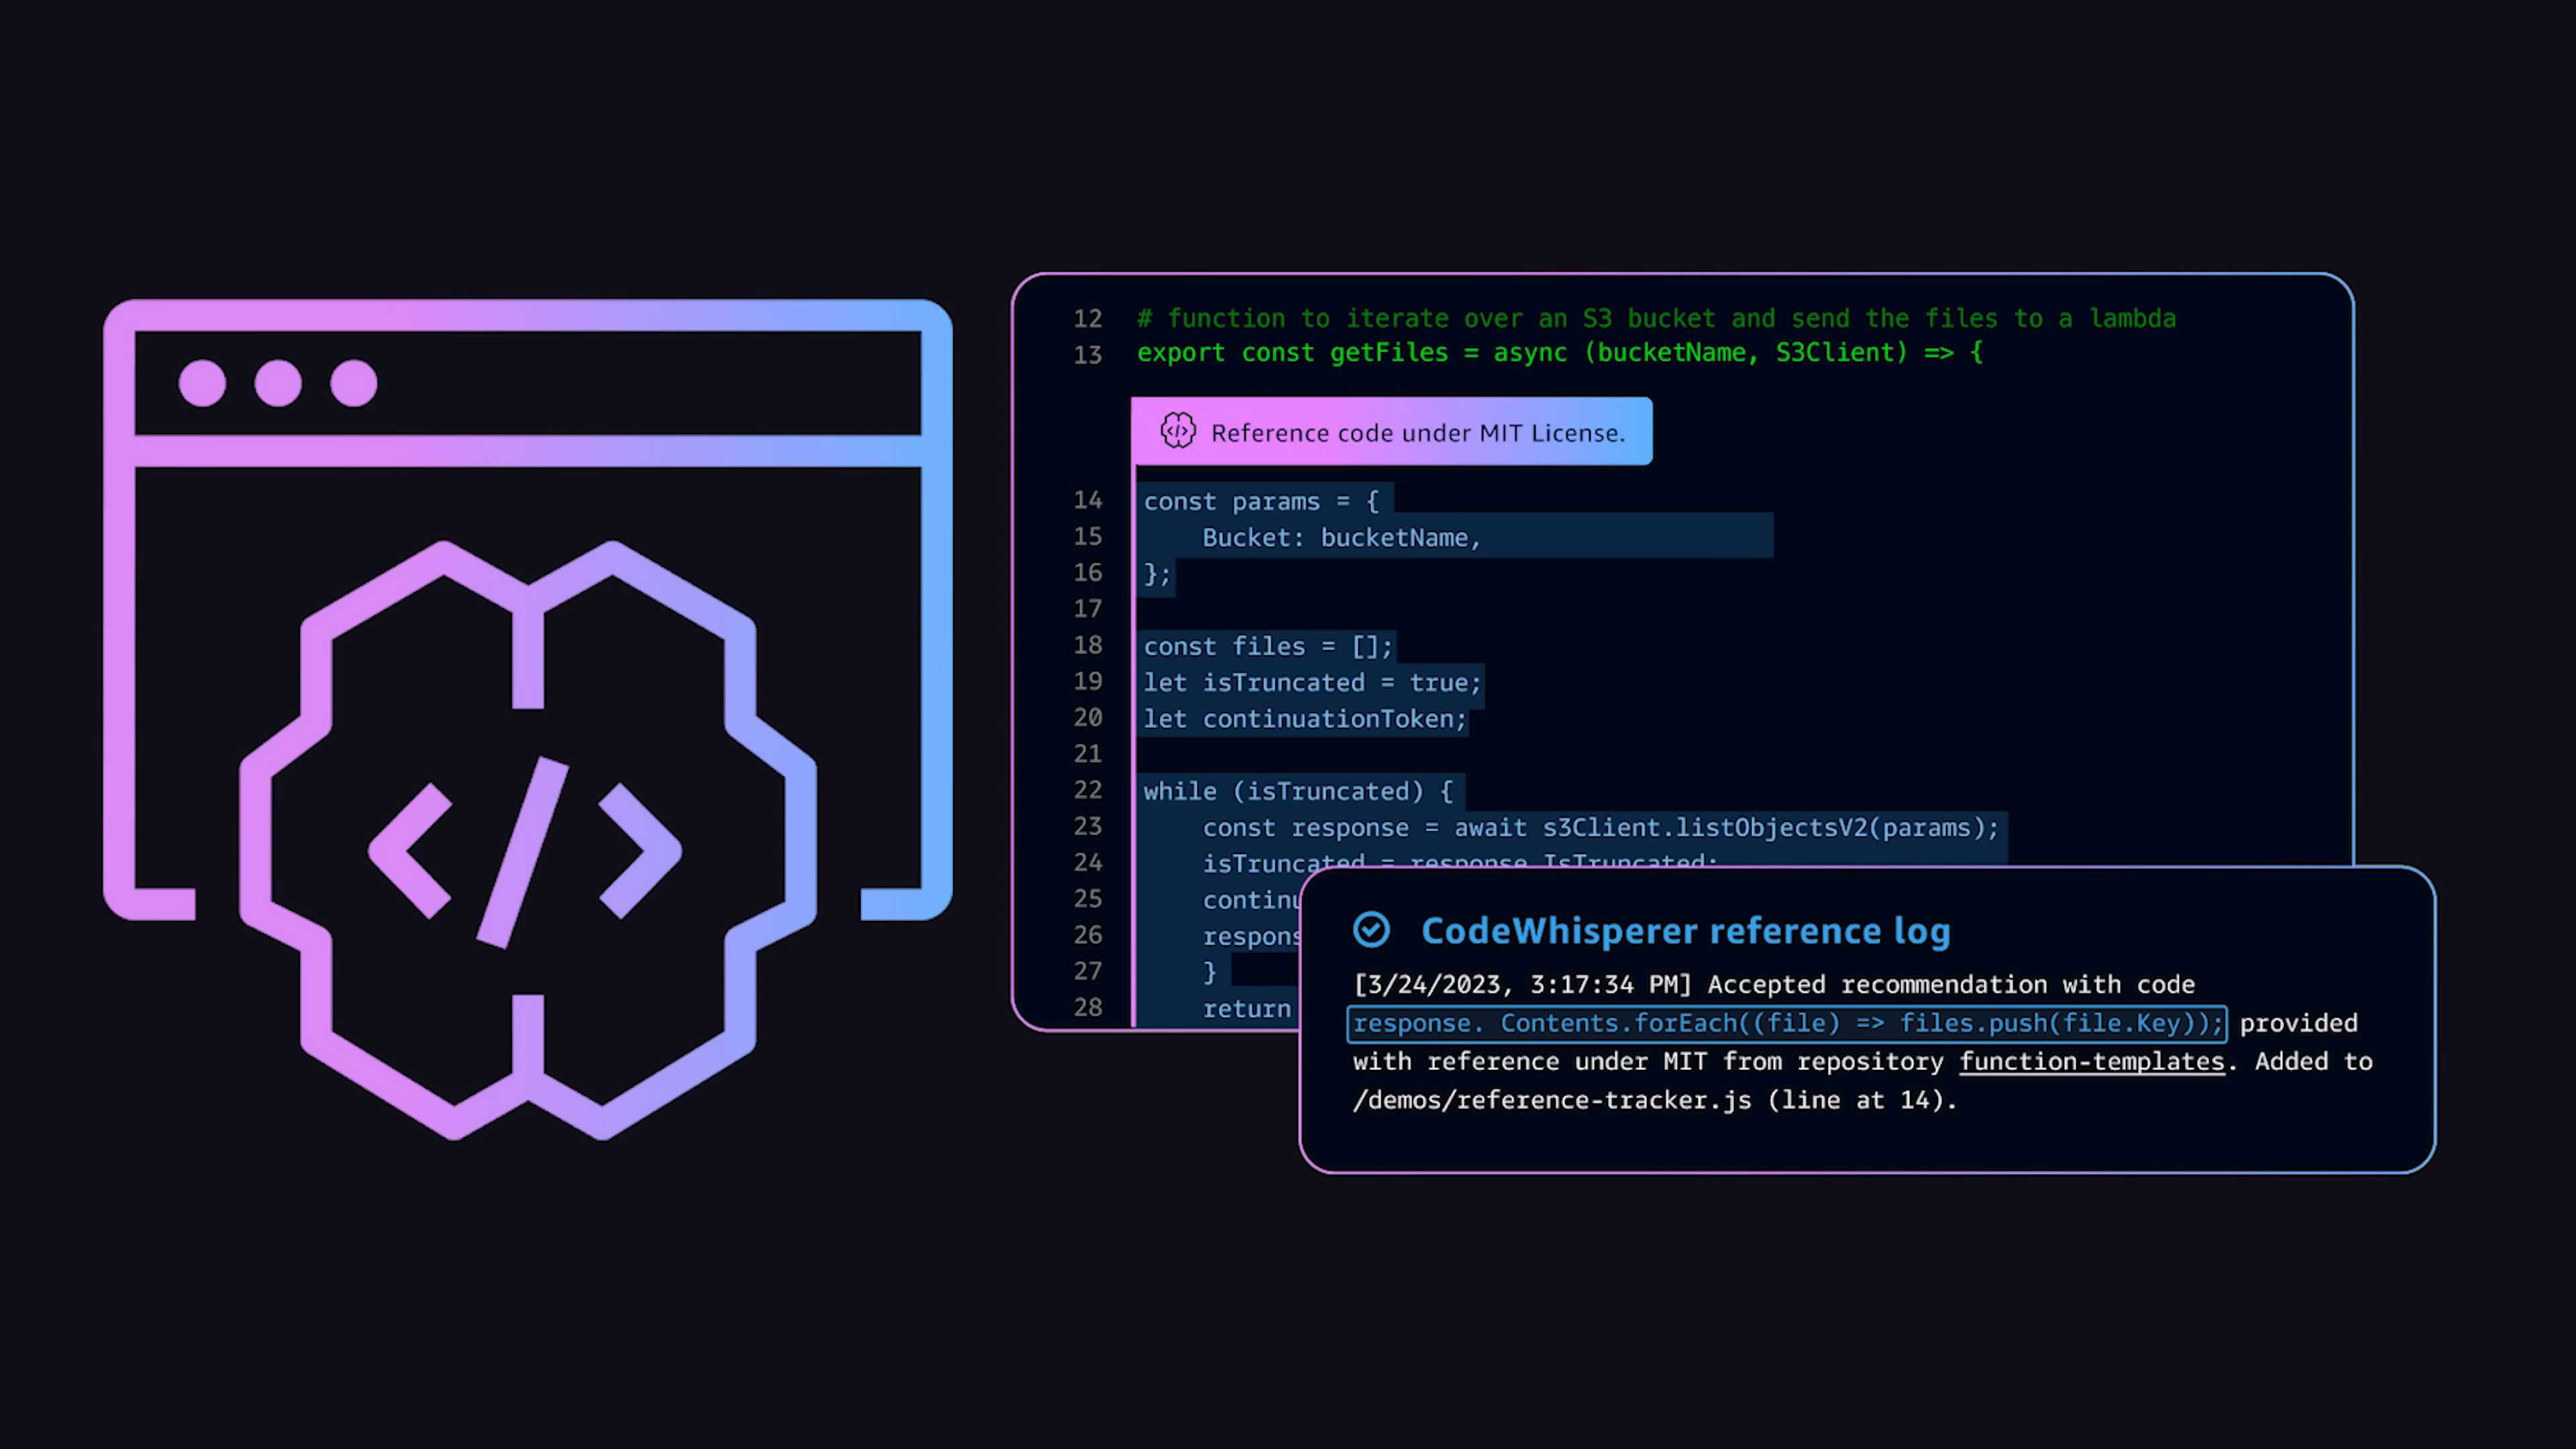 12 # function to iterate over an S3 bucket and send the files to a lambda
13 export const getFiles = async (bucketName, S3Client) => {
</> Reference code under MIT License.
14 const params = {
15 Bucket: bucketName,
16 };
17
18 const files = [];
19 let isTruncated = true;
20 let continuationToken;
21
22 while (isTruncated) {
23 const response = await s3Client.listObjectsV2(params);
24 isTruncated = response.IsTruncated;
25 continu
26 respons
27 }
28 return
</>
CodeWhisperer reference log
[3/24/2023, 3:17:34 PM] Accepted recommendation with code
response. Contents.forEach((file) => files.push(file.Key)); provided
with reference under MIT from repository function-templates. Added to
/demos/reference-tracker.js (line at 14).